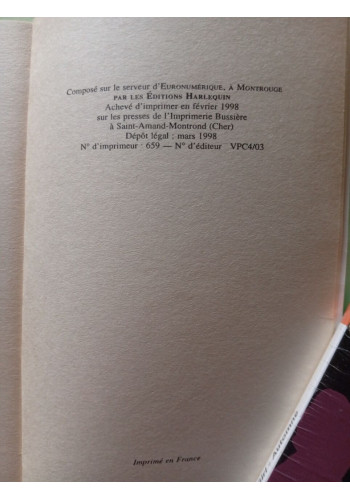 Composé sur le serveur d'EURONUMÉRIQUE, À MONTROUGE
PAR LES ÉDITIONS HARLEQUIN
Achevé d'imprimer en février 1998
sur les presses de l'Imprimerie Bussière
à Saint-Amand-Montrond (Cher)
Dépôt légal : mars 1998
N° d'imprimeur : 659 — N° d'éditeur : VPC4/03
Imprimé en France